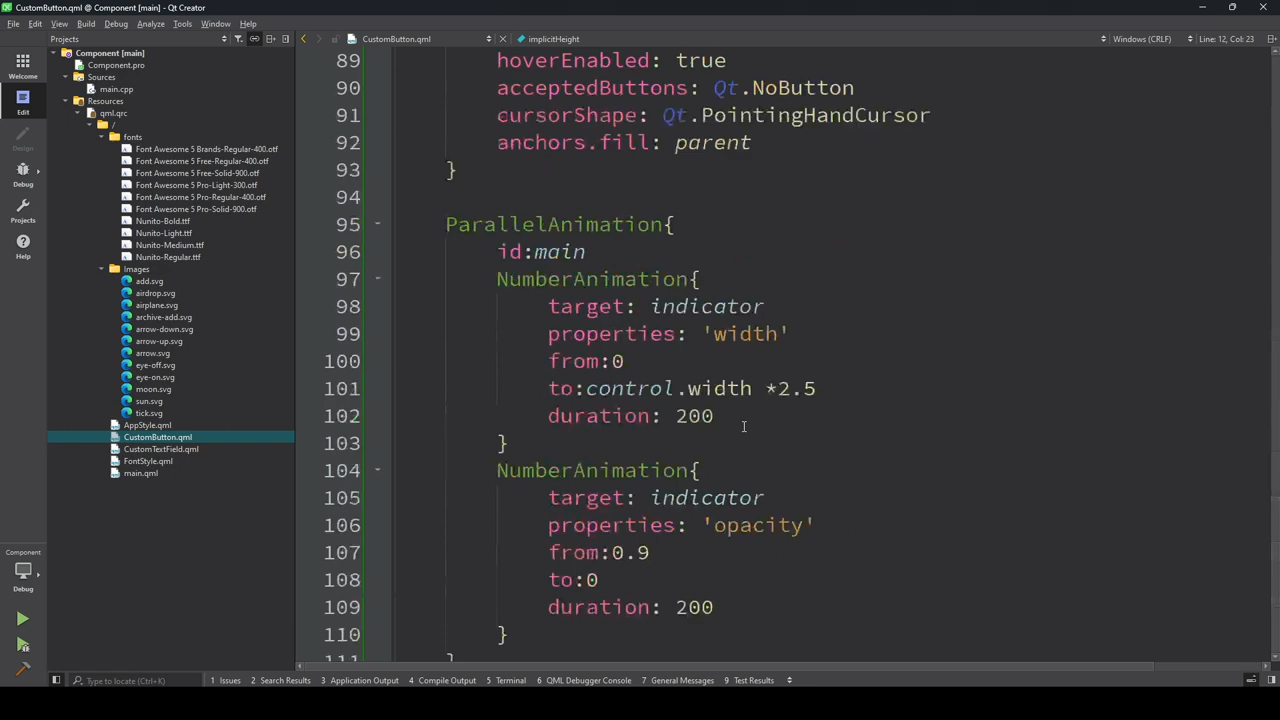 CustomButton.qml @ Component [main] - Qt Creator
File Edit View Build Debug Analyze Tools Window Help
Projects CustomButton.qml implicitHeight Windows (CRLF) Line: 12, Col: 23
Welcome
Edit
Design
Debug
Projects
Help
Component [main]
Component.pro
Sources
main.cpp
Resources
qml.qrc
/
fonts
Font Awesome 5 Brands-Regular-400.otf
Font Awesome 5 Free-Regular-400.otf
Font Awesome 5 Free-Solid-900.otf
Font Awesome 5 Pro-Light-300.otf
Font Awesome 5 Pro-Regular-400.otf
Font Awesome 5 Pro-Solid-900.otf
Nunito-Bold.ttf
Nunito-Light.ttf
Nunito-Medium.ttf
Nunito-Regular.ttf
Images
add.svg
airdrop.svg
airplane.svg
archive-add.svg
arrow-down.svg
arrow-up.svg
arrow.svg
eye-off.svg
eye-on.svg
moon.svg
sun.svg
tick.svg
AppStyle.qml
CustomButton.qml
CustomTextField.qml
FontStyle.qml
main.qml
89 hoverEnabled: true
90 acceptedButtons: Qt.NoButton
91 cursorShape: Qt.PointingHandCursor
92 anchors.fill: parent
93 }
94
95 ParallelAnimation{
96 id:main
97 NumberAnimation{
98 target: indicator
99 properties: 'width'
100 from:0
101 to:control.width *2.5
102 duration: 200
103 }
104 NumberAnimation{
105 target: indicator
106 properties: 'opacity'
107 from:0.9
108 to:0
109 duration: 200
110 }
111 }
Component
Debug
Type to locate (Ctrl+K) 1 Issues 2 Search Results 3 Application Output 4 Compile Output 5 Terminal 6 QML Debugger Console 7 General Messages 9 Test Results